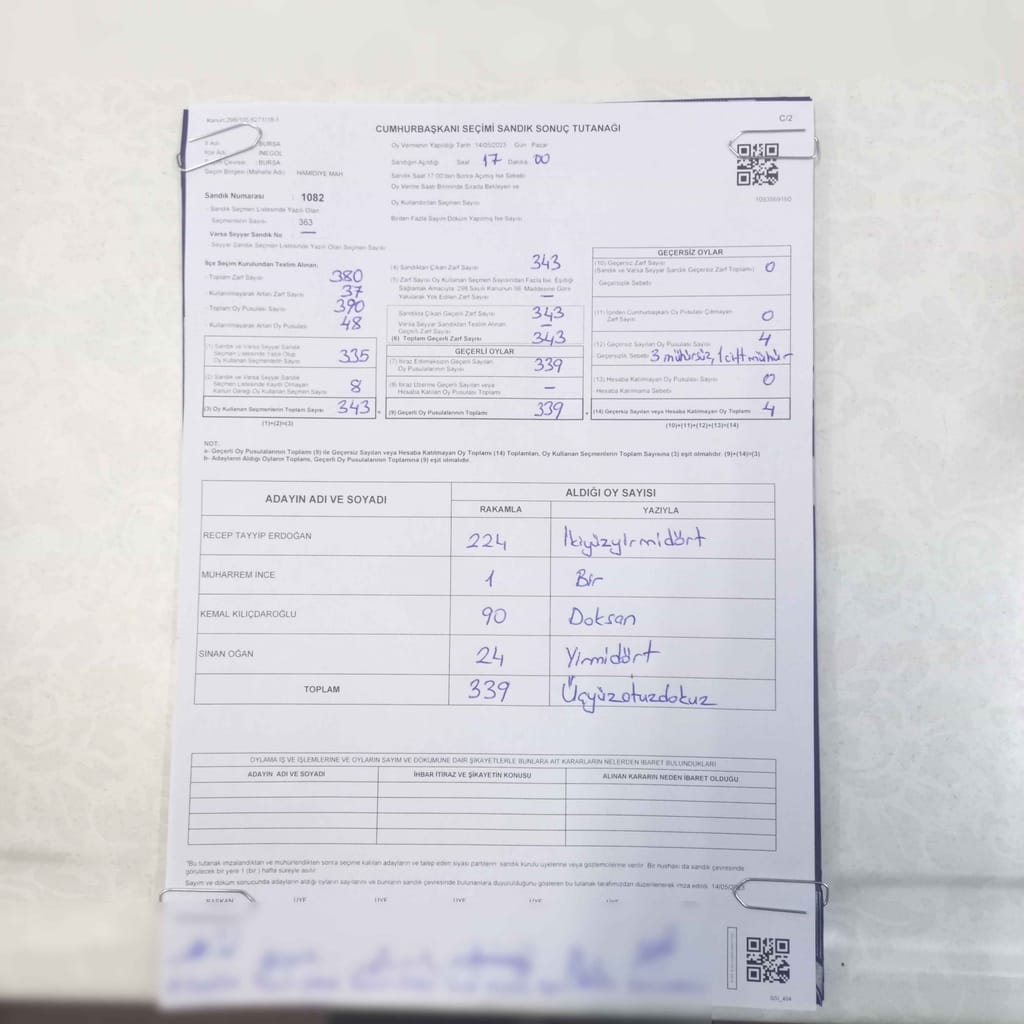 Kanun:298/105,6271/18-1
C/2
CUMHURBAŞKANI SEÇİMİ SANDIK SONUÇ TUTANAĞI
İl Adı : BURSA
İlçe Adı : İNEGÖL
Seçim Çevresi : BURSA
Seçim Bölgesi (Mahalle Adı) : HAMİDİYE MAH
Sandık Numarası : 1082
- Sandık Seçmen Listesinde Yazılı Olan
Seçmenlerin Sayısı 363
Varsa Seyyar Sandık No : —
- Seyyar Sandık Seçmen Listesinde Yazılı Olan Seçmen Sayısı
Oy Vermenin Yapıldığı Tarih : 14/05/2023 Gün : Pazar
Sandığın Açıldığı Saat 17 Dakika : 00
Sandık Saat 17:00'den Sonra Açılmış İse Sebebi
Oy Verme Saati Bitiminde Sırada Bekleyen ve
Oy Kullandırılan Seçmen Sayısı
Birden Fazla Sayım Döküm Yapılmış İse Sayısı
1093569160
İlçe Seçim Kurulundan Teslim Alınan;
- Toplam Zarf Sayısı 380
- Kullanılmayarak Artan Zarf Sayısı 37
- Toplam Oy Pusulası Sayısı 390
- Kullanılmayarak Artan Oy Pusulası 48
(1) Sandık ve Varsa Seyyar Sandık
Seçmen Listesinde Yazılı Olup
Oy Kullanan Seçmenlerin Sayısı 335
(2) Sandık ve Varsa Seyyar Sandık
Seçmen Listesinde Kayıtlı Olmayan
Kanun Gereği Oy Kullanan Seçmen Sayısı 8
(3) Oy Kullanan Seçmenlerin Toplam Sayısı 343 =
(1)+(2)=(3)
(4) Sandıktan Çıkan Zarf Sayısı 343
(5) Zarf Sayısı Oy Kullanan Seçmen Sayısından Fazla İse, Eşitliği
Sağlamak Amacıyla 298 Sayılı Kanunun 98. Maddesine Göre
Yakılarak Yok Edilen Zarf Sayısı —
Sandıkta Çıkan Geçerli Zarf Sayısı 343
Varsa Seyyar Sandıktan Teslim Alınan
Geçerli Zarf Sayısı —
(6) Toplam Geçerli Zarf Sayısı 343
GEÇERLİ OYLAR
(7) İtiraz Edilmeksizin Geçerli Sayılan
Oy Pusulasının Sayısı 339
(8) İtiraz Üzerine Geçerli Sayılan veya
Hesaba Katılan Oy Pusulası Toplamı —
(9) Geçerli Oy Pusulalarının Toplamı 339 +
GEÇERSİZ OYLAR
(10) Geçersiz Zarf Sayısı 0
(Sandık ve Varsa Seyyar Sandık Geçersiz Zarf Toplamı)
- Geçersizlik Sebebi:
(11) İçinden Cumhurbaşkanı Oy Pusulası Çıkmayan
Zarf Sayısı 0
(12) Geçersiz Sayılan Oy Pusulası Sayısı 4
- Geçersizlik Sebebi: 3 mühürsüz, 1 çift mühür
(13) Hesaba Katılmayan Oy Pusulası Sayısı 0
- Hesaba Katılmama Sebebi
(14) Geçersiz Sayılan veya Hesaba Katılmayan Oy Toplamı 4
(10)+(11)+(12)+(13)=(14)
NOT:
a- Geçerli Oy Pusulalarının Toplamı (9) ile Geçersiz Sayılan veya Hesaba Katılmayan Oy Toplamı (14) Toplamları, Oy Kullanan Seçmenlerin Toplam Sayısına (3) eşit olmalıdır. (9)+(14)=(3)
b- Adayların Aldığı Oyların Toplamı, Geçerli Oy Pusulalarının Toplamına (9) eşit olmalıdır.
ADAYIN ADI VE SOYADI
ALDIĞI OY SAYISI
RAKAMLA YAZIYLA
RECEP TAYYİP ERDOĞAN 224 İkiyüzyirmidört
MUHARREM İNCE 1 Bir
KEMAL KILIÇDAROĞLU 90 Doksan
SİNAN OĞAN 24 Yirmidört
TOPLAM 339 Üçyüzotuzdokuz
OYLAMA İŞ VE İŞLEMLERİNE VE OYLARIN SAYIM VE DÖKÜMÜNE DAİR ŞİKAYETLERLE BUNLARA AİT KARARLARIN NELERDEN İBARET BULUNDUKLARI
ADAYIN ADI VE SOYADI İHBAR İTİRAZ VE ŞİKAYETİN KONUSU ALINAN KARARIN NEDEN İBARET OLDUĞU
"Bu tutanak imzalandıktan ve mühürlendikten sonra seçime katılan adayların ve talep eden siyasi partilerin sandık kurulu üyelerine veya gözlemcilerine verilir. Bir nüshası da sandık çevresinde
görülecek bir yere 1 (bir) hafta süreyle asılır.
Sayım ve döküm sonucunda adayların aldığı oyların sayılarını ve bunların sandık çevresinde bulunanlara duyurulduğunu gösteren bu tutanak tarafımızdan düzenlenerek imza edildi. 14/05/2023
BAŞKAN ÜYE ÜYE ÜYE ÜYE ÜYE